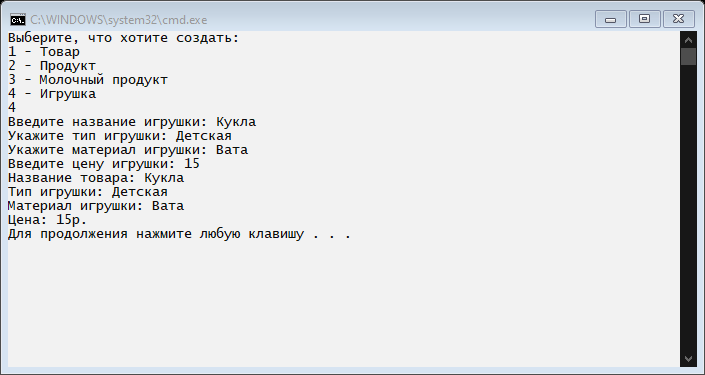 C:\WINDOWS\system32\cmd.exe
Выберите, что хотите создать:
1 - Товар
2 - Продукт
3 - Молочный продукт
4 - Игрушка
4
Введите название игрушки: Кукла
Укажите тип игрушки: Детская
Укажите материал игрушки: Вата
Введите цену игрушки: 15
Название товара: Кукла
Тип игрушки: Детская
Материал игрушки: Вата
Цена: 15р.
Для продолжения нажмите любую клавишу . . .